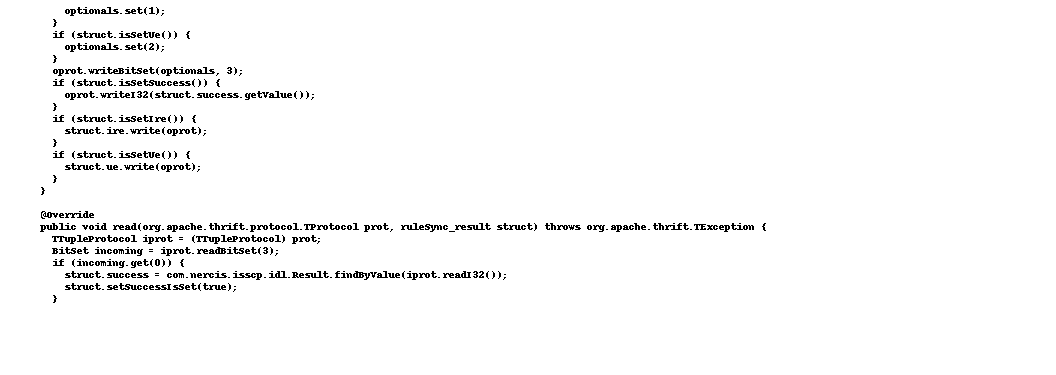 optionals.set(1);
}
if (struct.isSetUe()) {
optionals.set(2);
}
oprot.writeBitSet(optionals, 3);
if (struct.isSetSuccess()) {
oprot.writeI32(struct.success.getValue());
}
if (struct.isSetIre()) {
struct.ire.write(oprot);
}
if (struct.isSetUe()) {
struct.ue.write(oprot);
}
}
@Override
public void read(org.apache.thrift.protocol.TProtocol prot, ruleSync_result struct) throws org.apache.thrift.TException {
TTupleProtocol iprot = (TTupleProtocol) prot;
BitSet incoming = iprot.readBitSet(3);
if (incoming.get(0)) {
struct.success = com.nercis.isscp.idl.Result.findByValue(iprot.readI32());
struct.setSuccessIsSet(true);
}